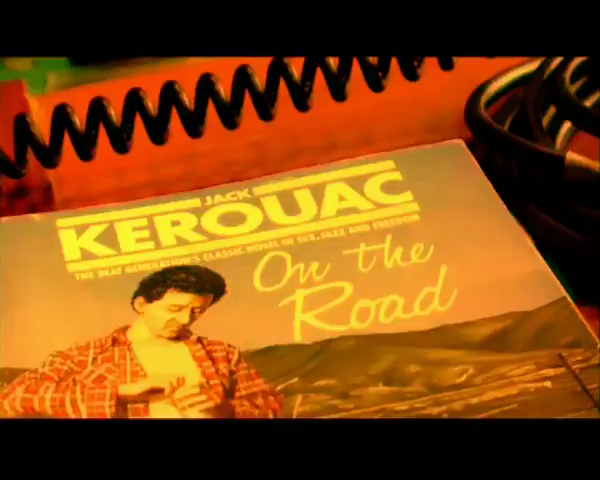 JACK
KEROUAC
THE BEAT GENERATION'S CLASSIC NOVEL OF SEX, JAZZ AND FREEDOM
On the
Road